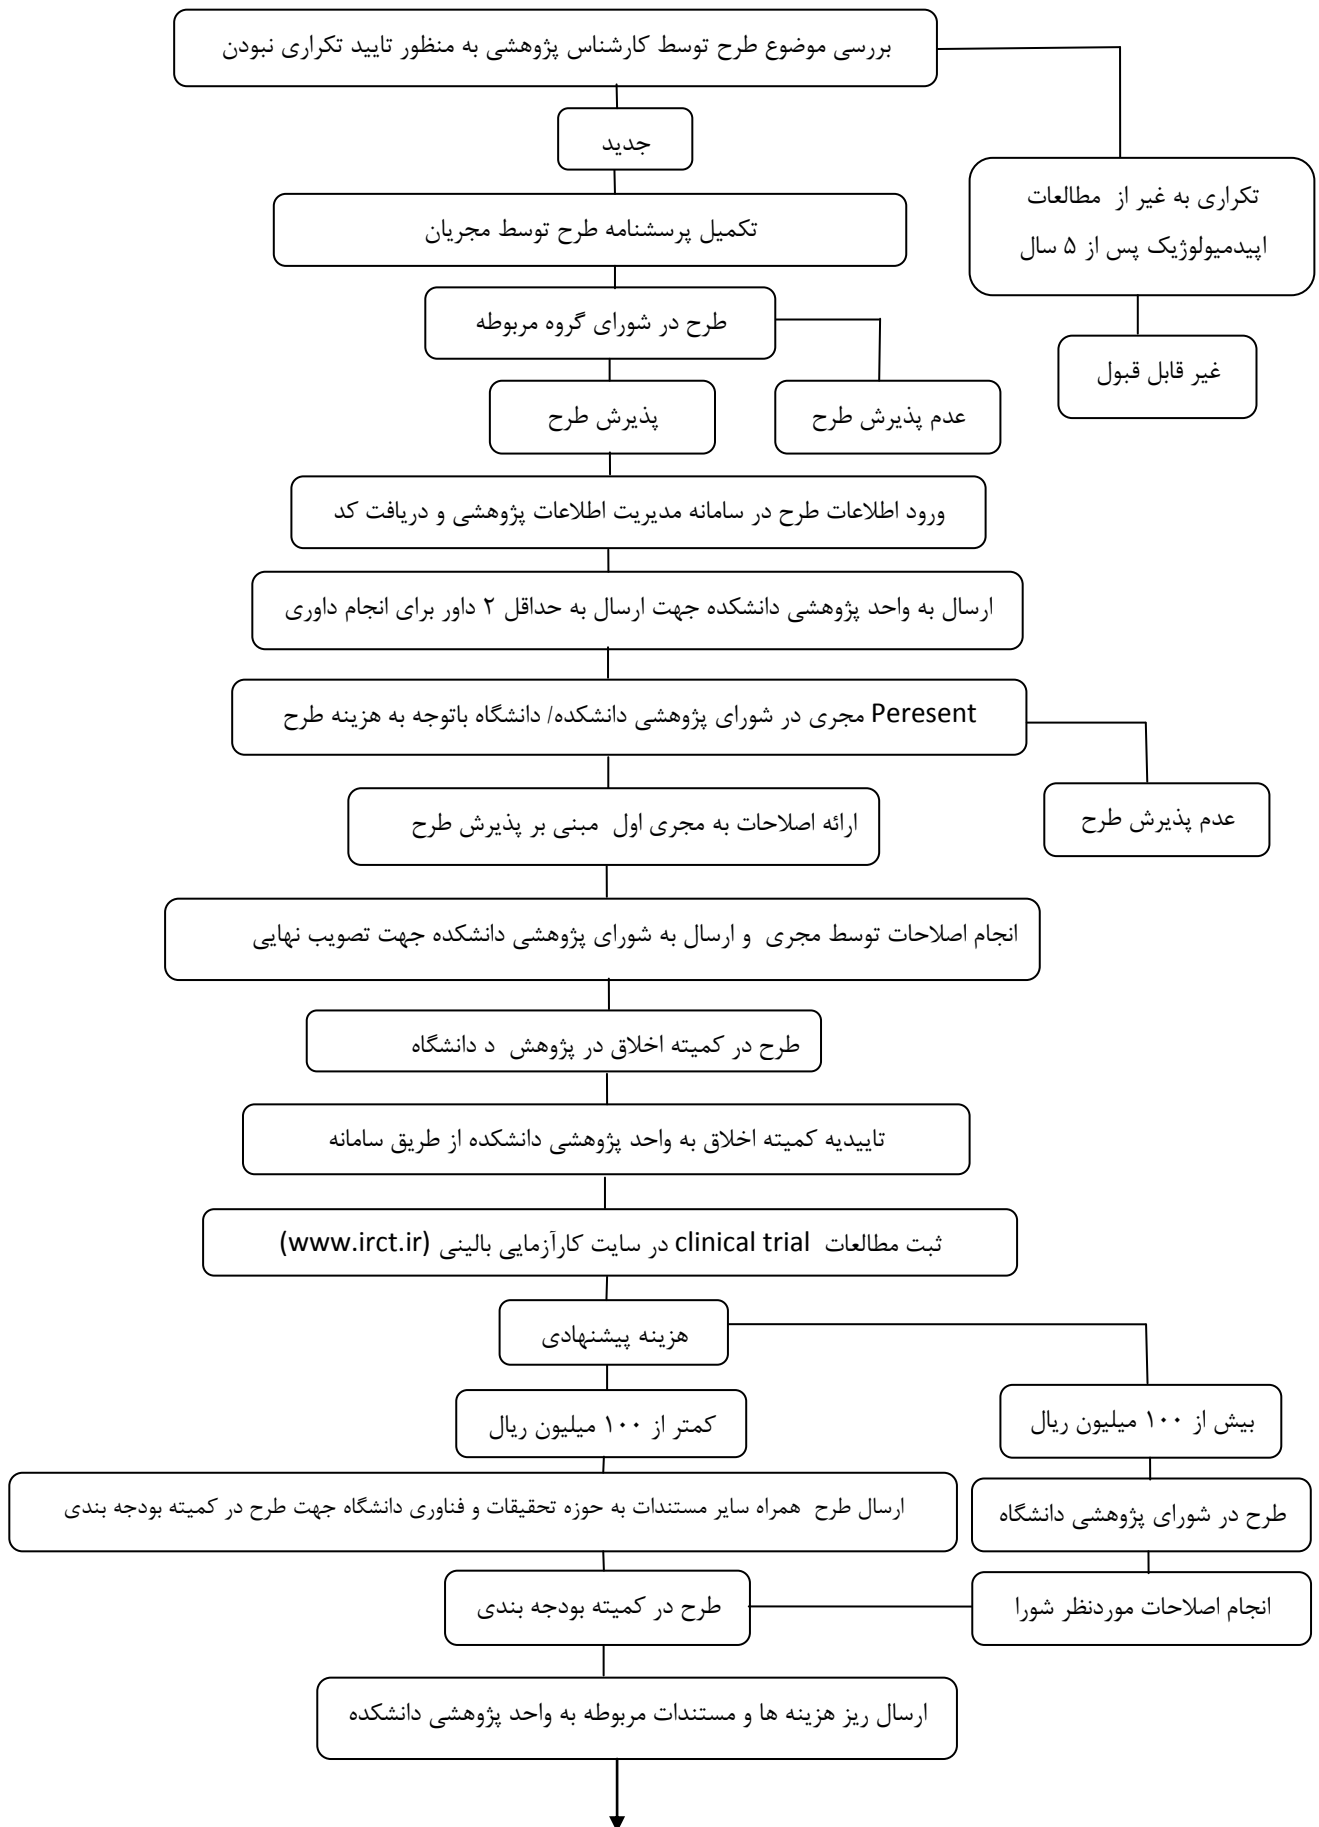 بررسی موضوع طرح توسط کارشناس پژوهشی به منظور تایید تکراری نبودن
جدید
تکراری به غیر از مطالعات
اپیدمیولوژیک پس از ۵ سال
تکمیل پرسشنامه طرح توسط مجریان
طرح در شورای گروه مربوطه
غیر قابل قبول
پذیرش طرح
عدم پذیرش طرح
ورود اطلاعات طرح در سامانه مدیریت اطلاعات پژوهشی و دریافت کد
ارسال به واحد پژوهشی دانشکده جهت ارسال به حداقل ۲ داور برای انجام داوری
Peresent مجری در شورای پژوهشی دانشکده/ دانشگاه باتوجه به هزینه طرح
عدم پذیرش طرح
ارائه اصلاحات به مجری اول مبنی بر پذیرش طرح
انجام اصلاحات توسط مجری و ارسال به شورای پژوهشی دانشکده جهت تصویب نهایی
طرح در کمیته اخلاق در پژوهش د دانشگاه
تاییدیه کمیته اخلاق به واحد پژوهشی دانشکده از طریق سامانه
ثبت مطالعات clinical trial در سایت کارآزمایی بالینی (www.irct.ir)
هزینه پیشنهادی
کمتر از ۱۰۰ میلیون ریال
بیش از ۱۰۰ میلیون ریال
ارسال طرح همراه سایر مستندات به حوزه تحقیقات و فناوری دانشگاه جهت طرح در کمیته بودجه بندی
طرح در شورای پژوهشی دانشگاه
طرح در کمیته بودجه بندی
انجام اصلاحات موردنظر شورا
ارسال ریز هزینه ها و مستندات مربوطه به واحد پژوهشی دانشکده